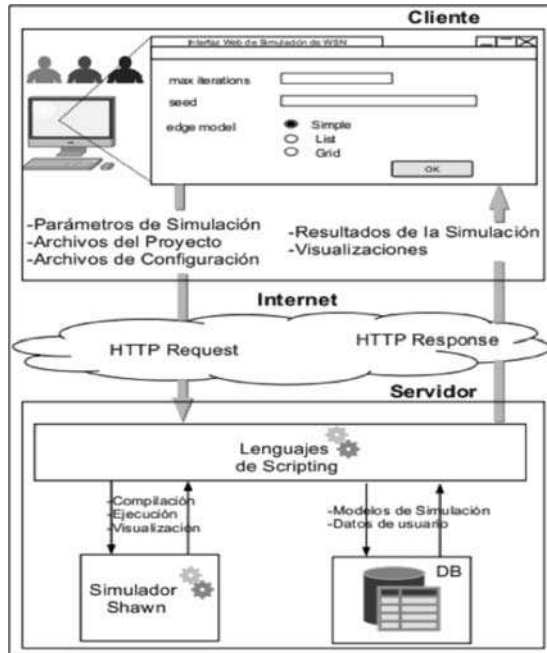 Cliente
Interfaz Web de Simulación de WSN
max iterations
seed
edge model
Simple
List
Grid
OK
-Parámetros de Simulación
-Archivos del Proyecto
-Archivos de Configuración
-Resultados de la Simulación
-Visualizaciones
Internet
HTTP Request
HTTP Response
Servidor
Lenguajes
de Scripting
-Compilación
-Ejecución
-Visualización
-Modelos de Simulación
-Datos de usuario
Simulador
Shawn
DB